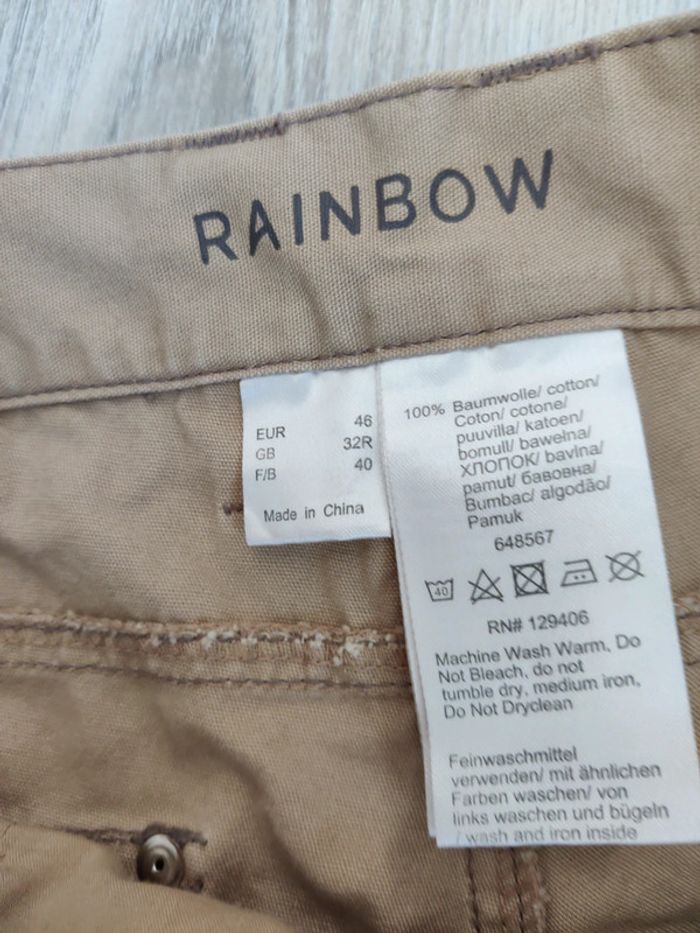 RAINBOW
EUR 46
GB 32R
F/B 40
Made in China
100% Baumwolle/ cotton/
Coton/ cotone/
puuvilla/ katoen/
bomull/ bawełna/
ХЛОПОК/ bavlna/
pamut/ бавовна/
Bumbac/ algodão/
Pamuk
648567
40
RN# 129406
Machine Wash Warm, Do
Not Bleach, do not
tumble dry, medium iron,
Do Not Dryclean
Feinwaschmittel
verwenden/ mit ähnlichen
Farben waschen/ von
links waschen und bügeln
/ wash and iron inside